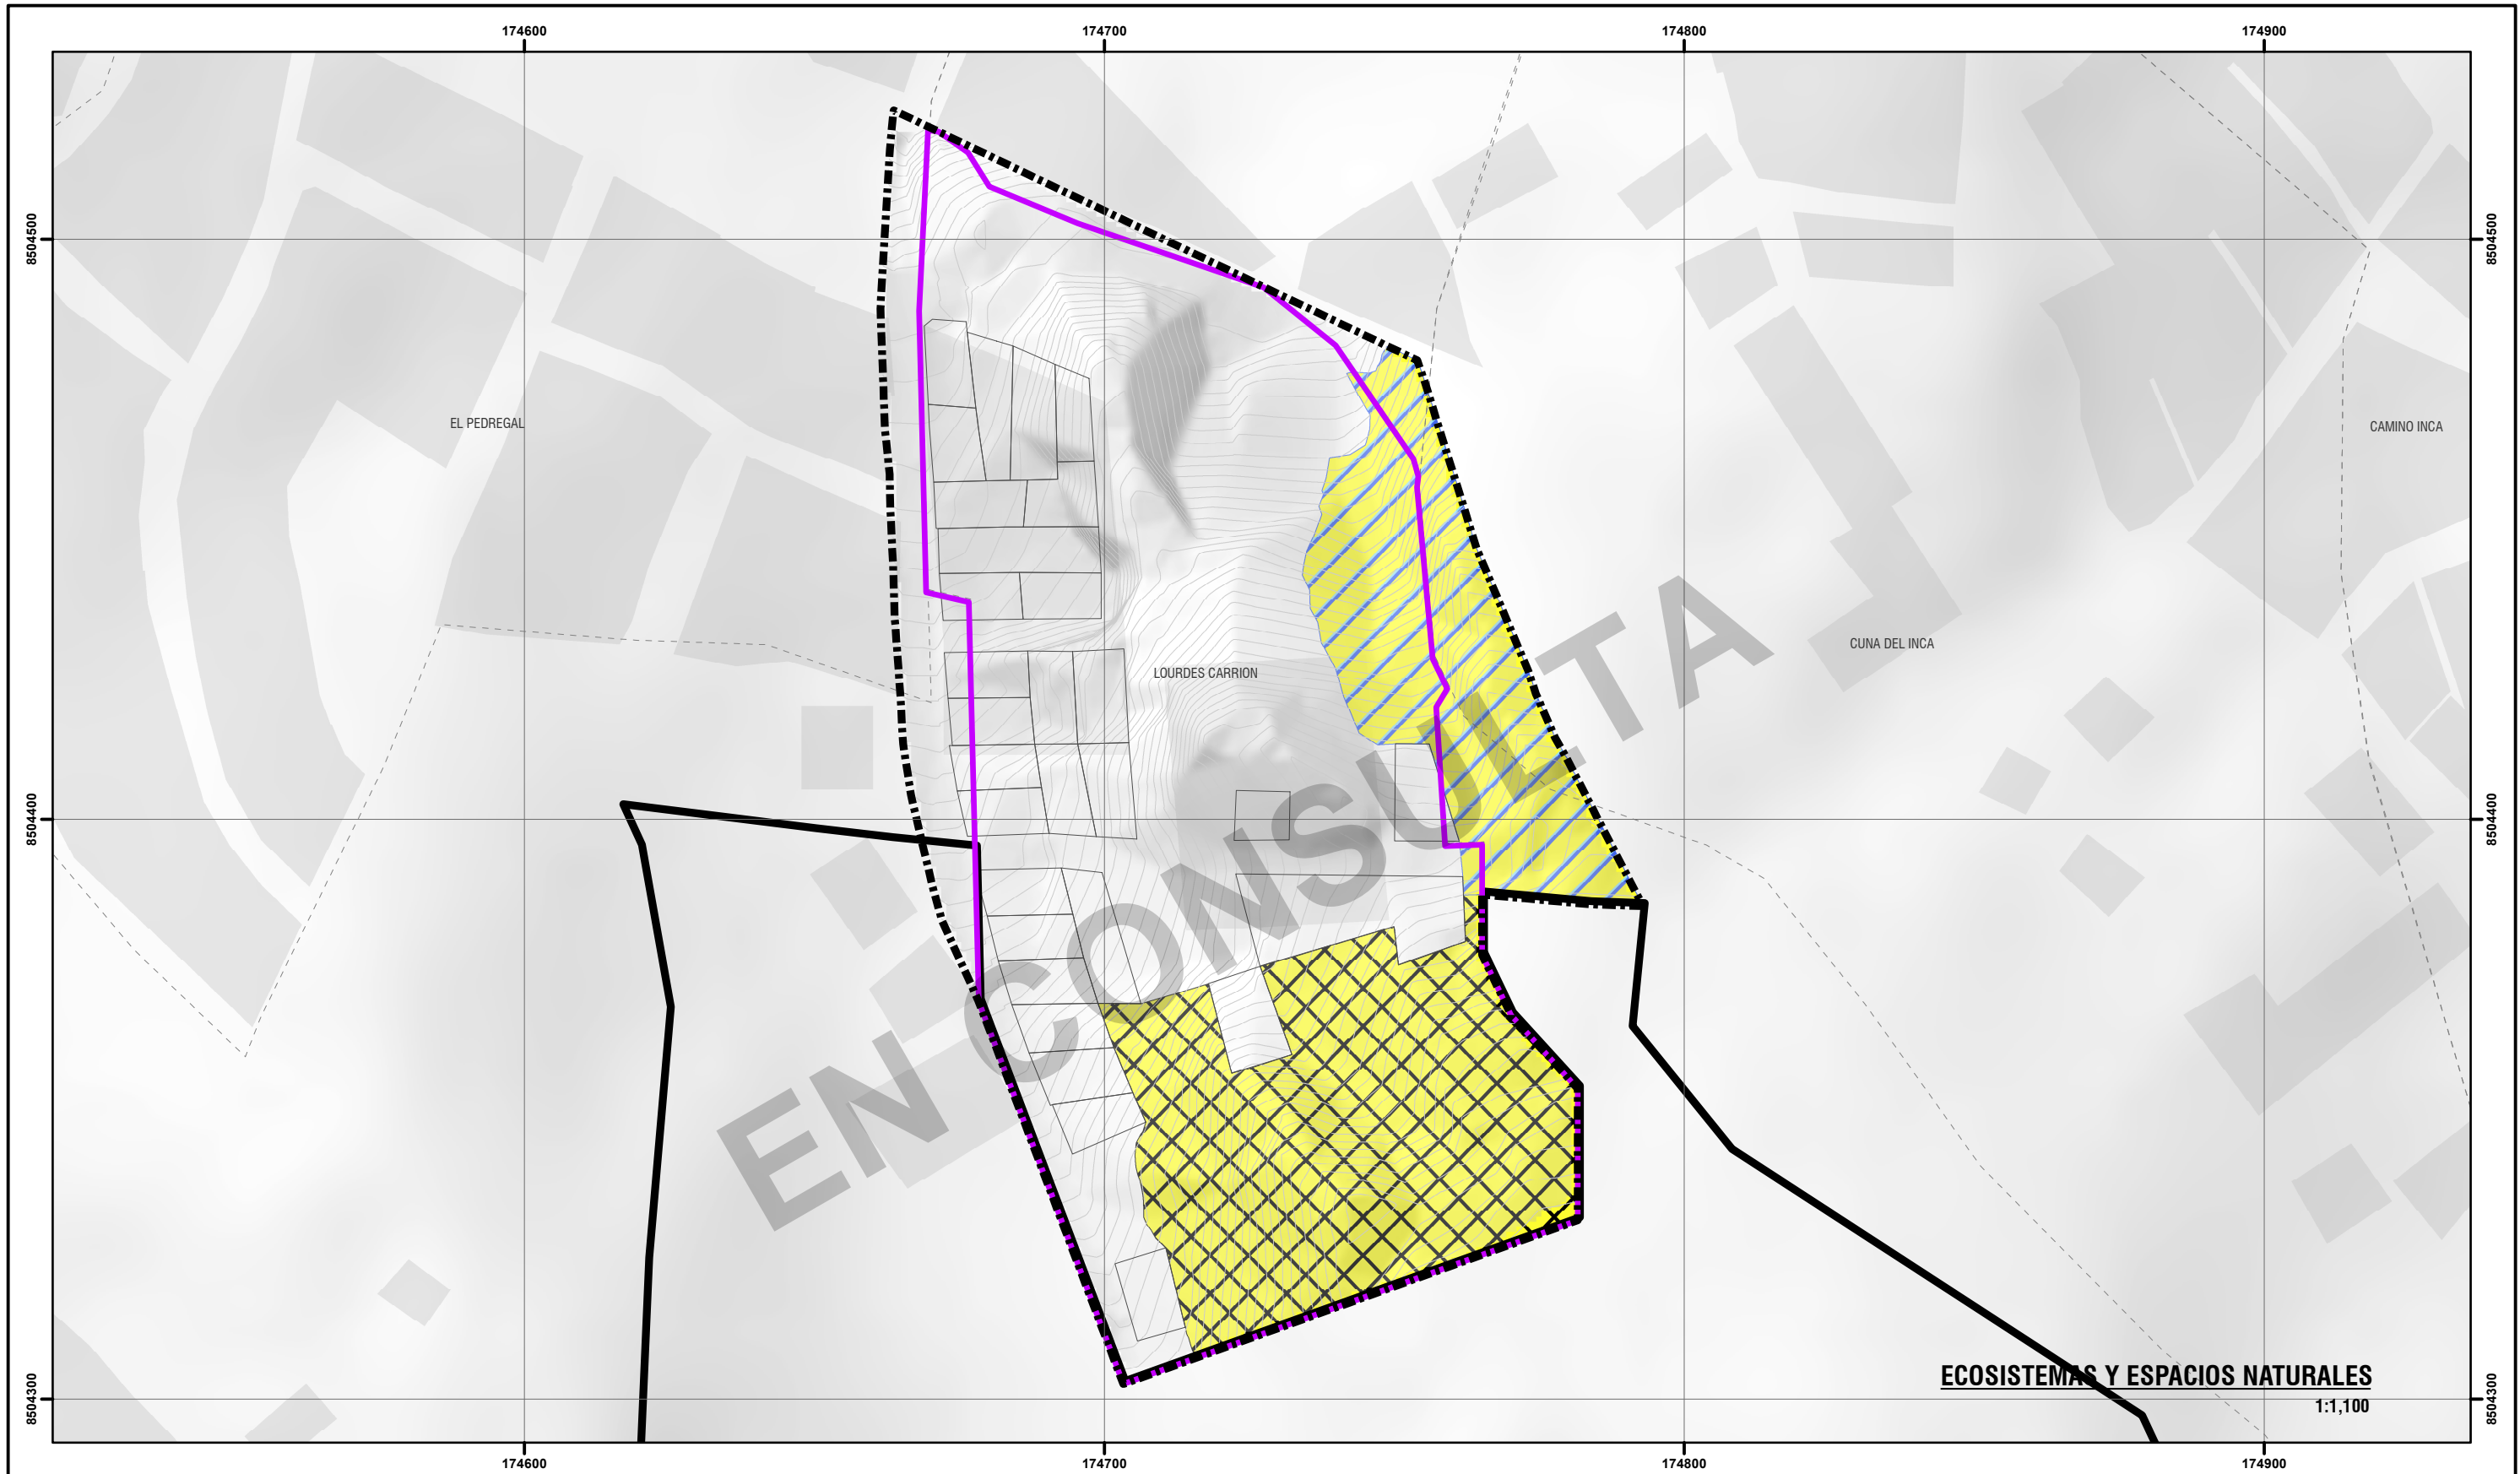 174600
174700
174800
174900
8504500
8504500
EL PEDREGAL
CAMINO INCA
CUNA DEL INCA
LOURDES CARRION
EN CONSULTA
8504400
8504400
ECOSISTEMAS Y ESPACIOS NATURALES
1:1,100
8504300
8504300
174600
174700
174800
174900